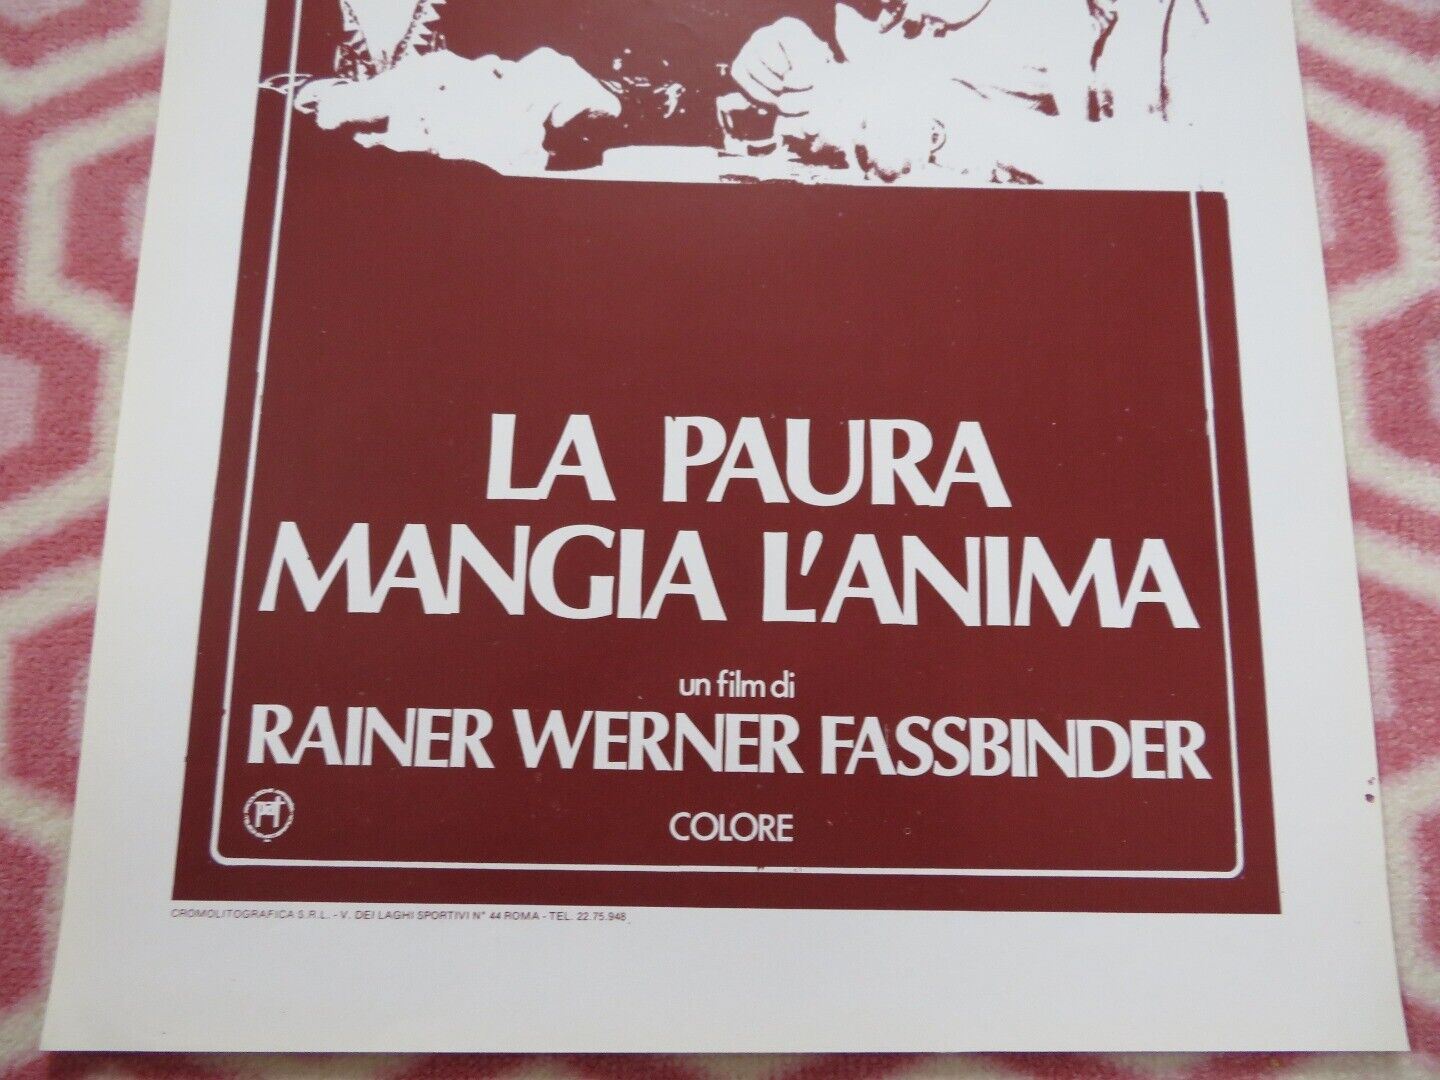 LA PAURA
MANGIA L'ANIMA
un film di
RAINER WERNER FASSBINDER
COLORE
CROMOLITOGRAFICA S.R.L. - V. DEI LAGHI SPORTIVI N° 44 ROMA - TEL. 22.75.948